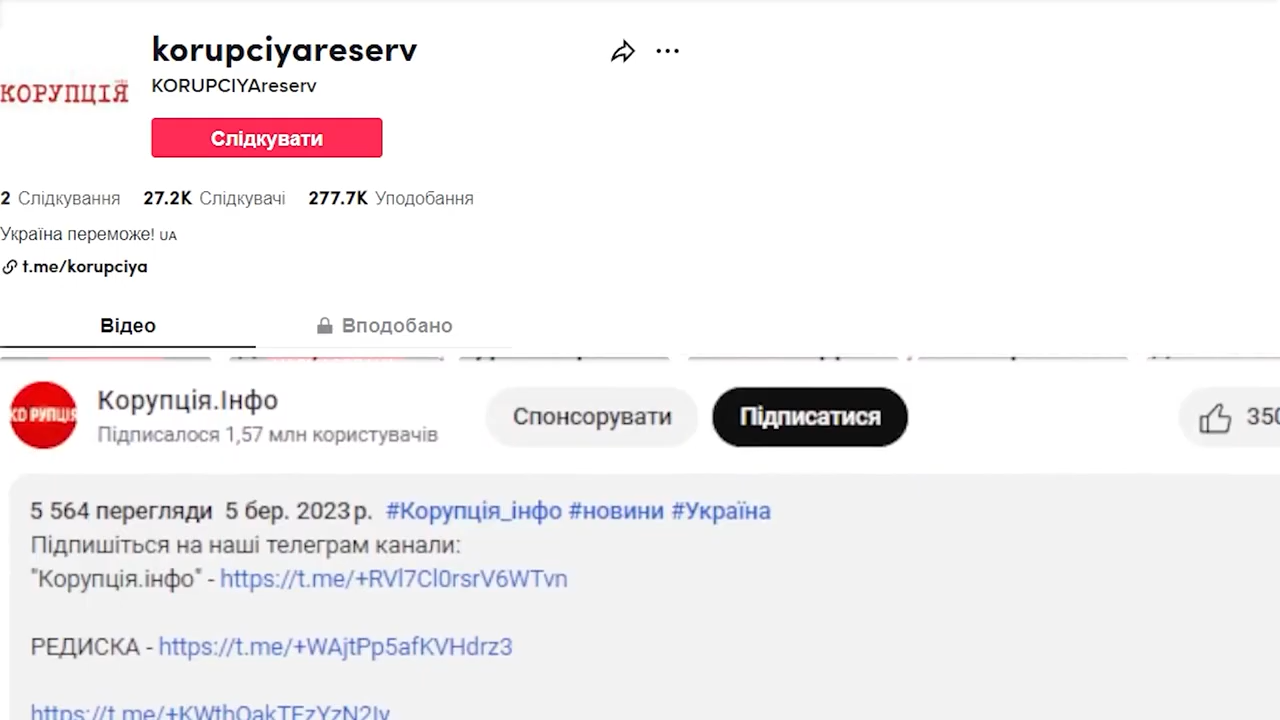 korupciyareserv
KORUPCIYAreserv
КОРУПЦІЯ
Слідкувати
2 Слідкування 27.2K Слідкувачі 277.7K Уподобання
Україна переможе! UA
t.me/korupciya
Відео Вподобано
Корупція.Інфо
КОРУПЦІЯ
Підписалося 1,57 млн користувачів
Спонсорувати
Підписатися
350
5 564 перегляди 5 бер. 2023 р. #Корупція_інфо #новини #Україна
Підпишіться на наші телеграм канали:
"Корупція.інфо" - https://t.me/+RVl7Cl0rsrV6WTvn
РЕДИСКА - https://t.me/+WAjtPp5afKVHdrz3